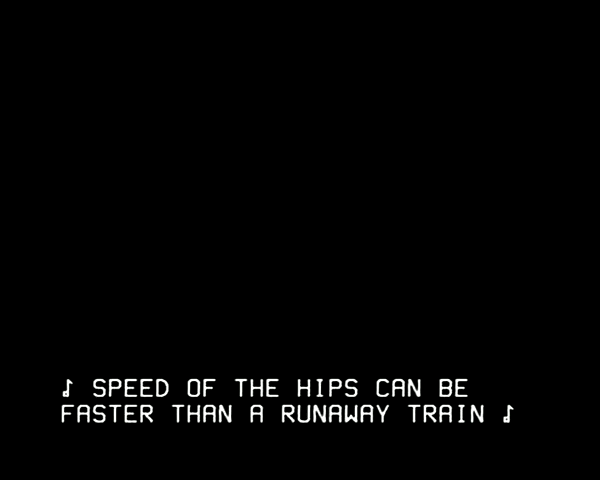 ♪ SPEED OF THE HIPS CAN BE
FASTER THAN A RUNAWAY TRAIN ♪